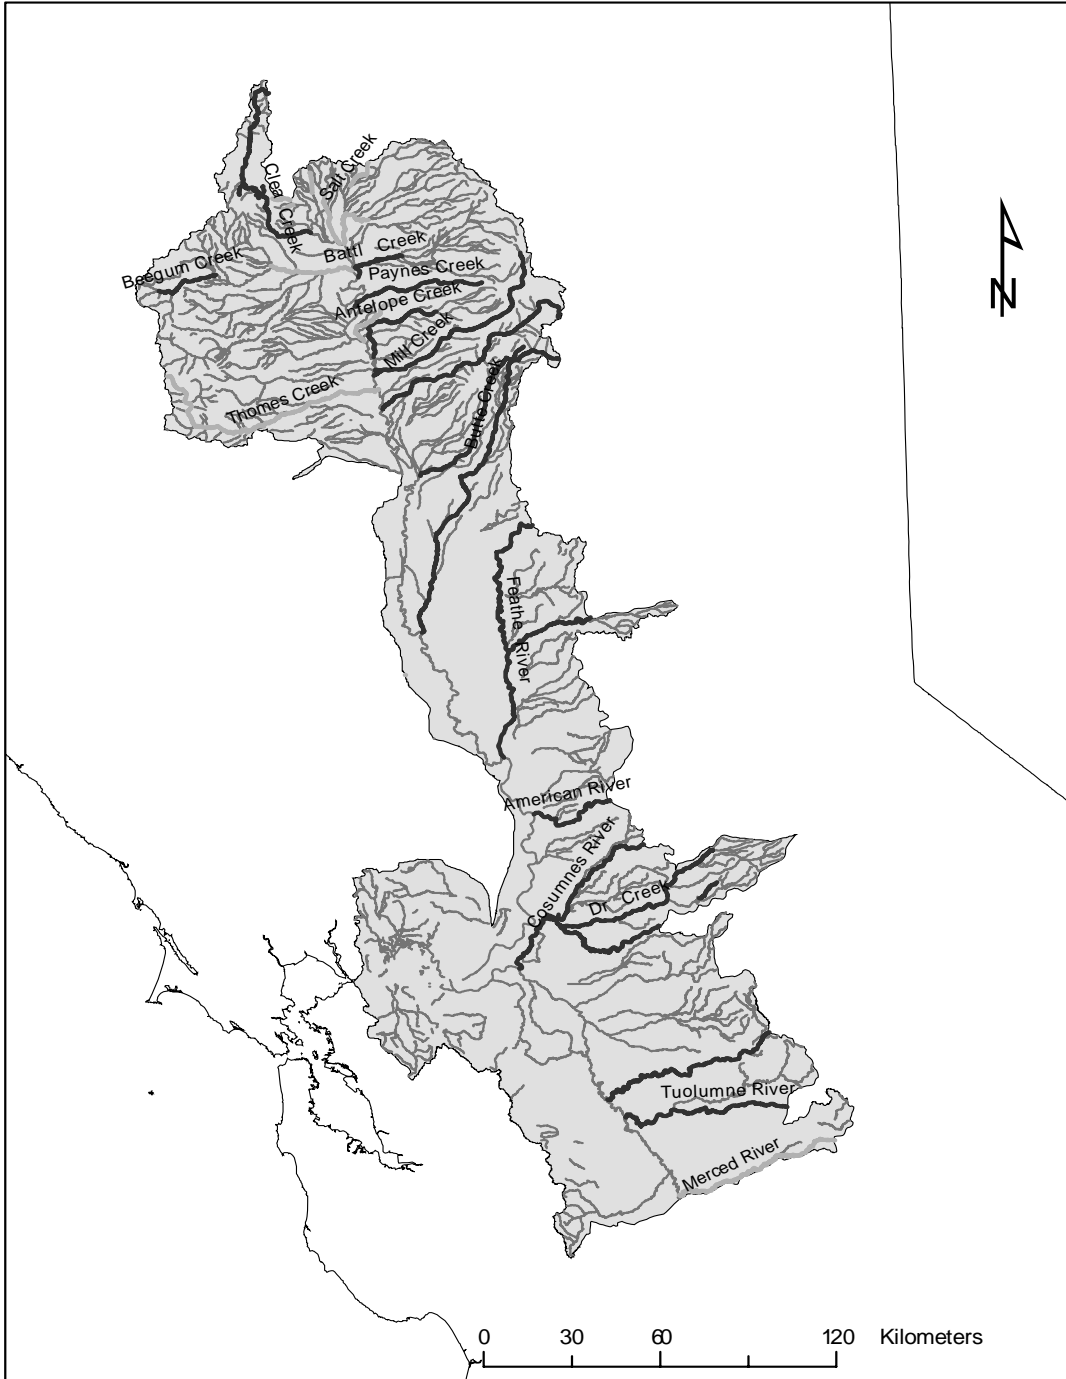 Salt Creek
Clea Creek
Battl Creek
Beegum Creek
Paynes Creek
Antelope Creek
Mill Creek
Thomes Creek
Butte Creek
N
Feathe River
American River
Cosumnes River
Dr. Creek
Tuolumne River
Merced River
0 30 60 120 Kilometers